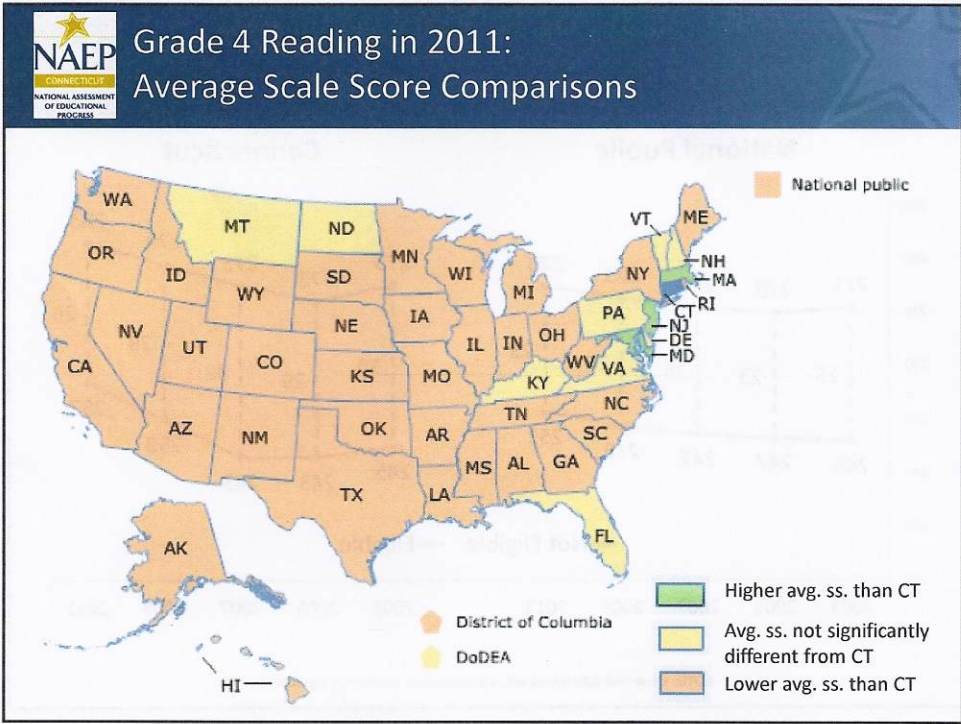 NAEP
CONNECTICUT
NATIONAL ASSESSMENT
OF EDUCATIONAL
PROGRESS
Grade 4 Reading in 2011:
Average Scale Score Comparisons
National public
WA
MT
ND
MN
VT
ME
OR
ID
SD
WI
MI
NY
NH
MA
WY
RI
CT
IA
NE
PA
NJ
NV
OH
DE
IL
IN
MD
UT
CO
WV
CA
VA
KS
MO
KY
NC
TN
AZ
OK
AR
SC
NM
MS
AL
GA
TX
LA
FL
AK
Higher avg. ss. than CT
District of Columbia
Avg. ss. not significantly
different from CT
DoDEA
Lower avg. ss. than CT
HI